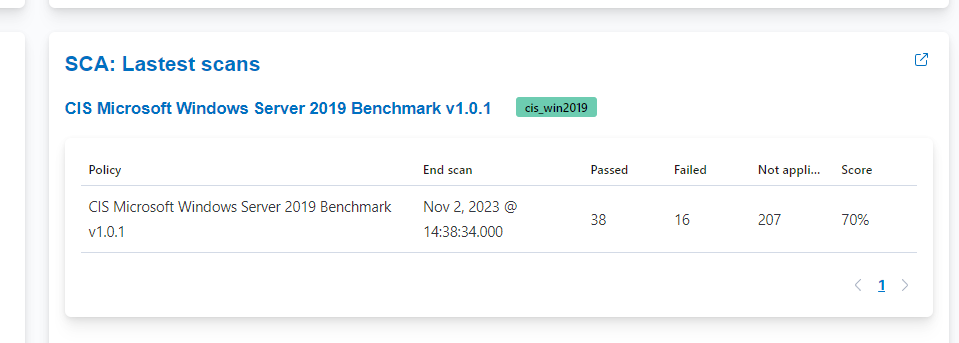 SCA: Lastest scans
CIS Microsoft Windows Server 2019 Benchmark v1.0.1 cis_win2019
Policy End scan Passed Failed Not appli... Score
CIS Microsoft Windows Server 2019 Benchmark Nov 2, 2023 @
v1.0.1 14:38:34.000 38 16 207 70%
1